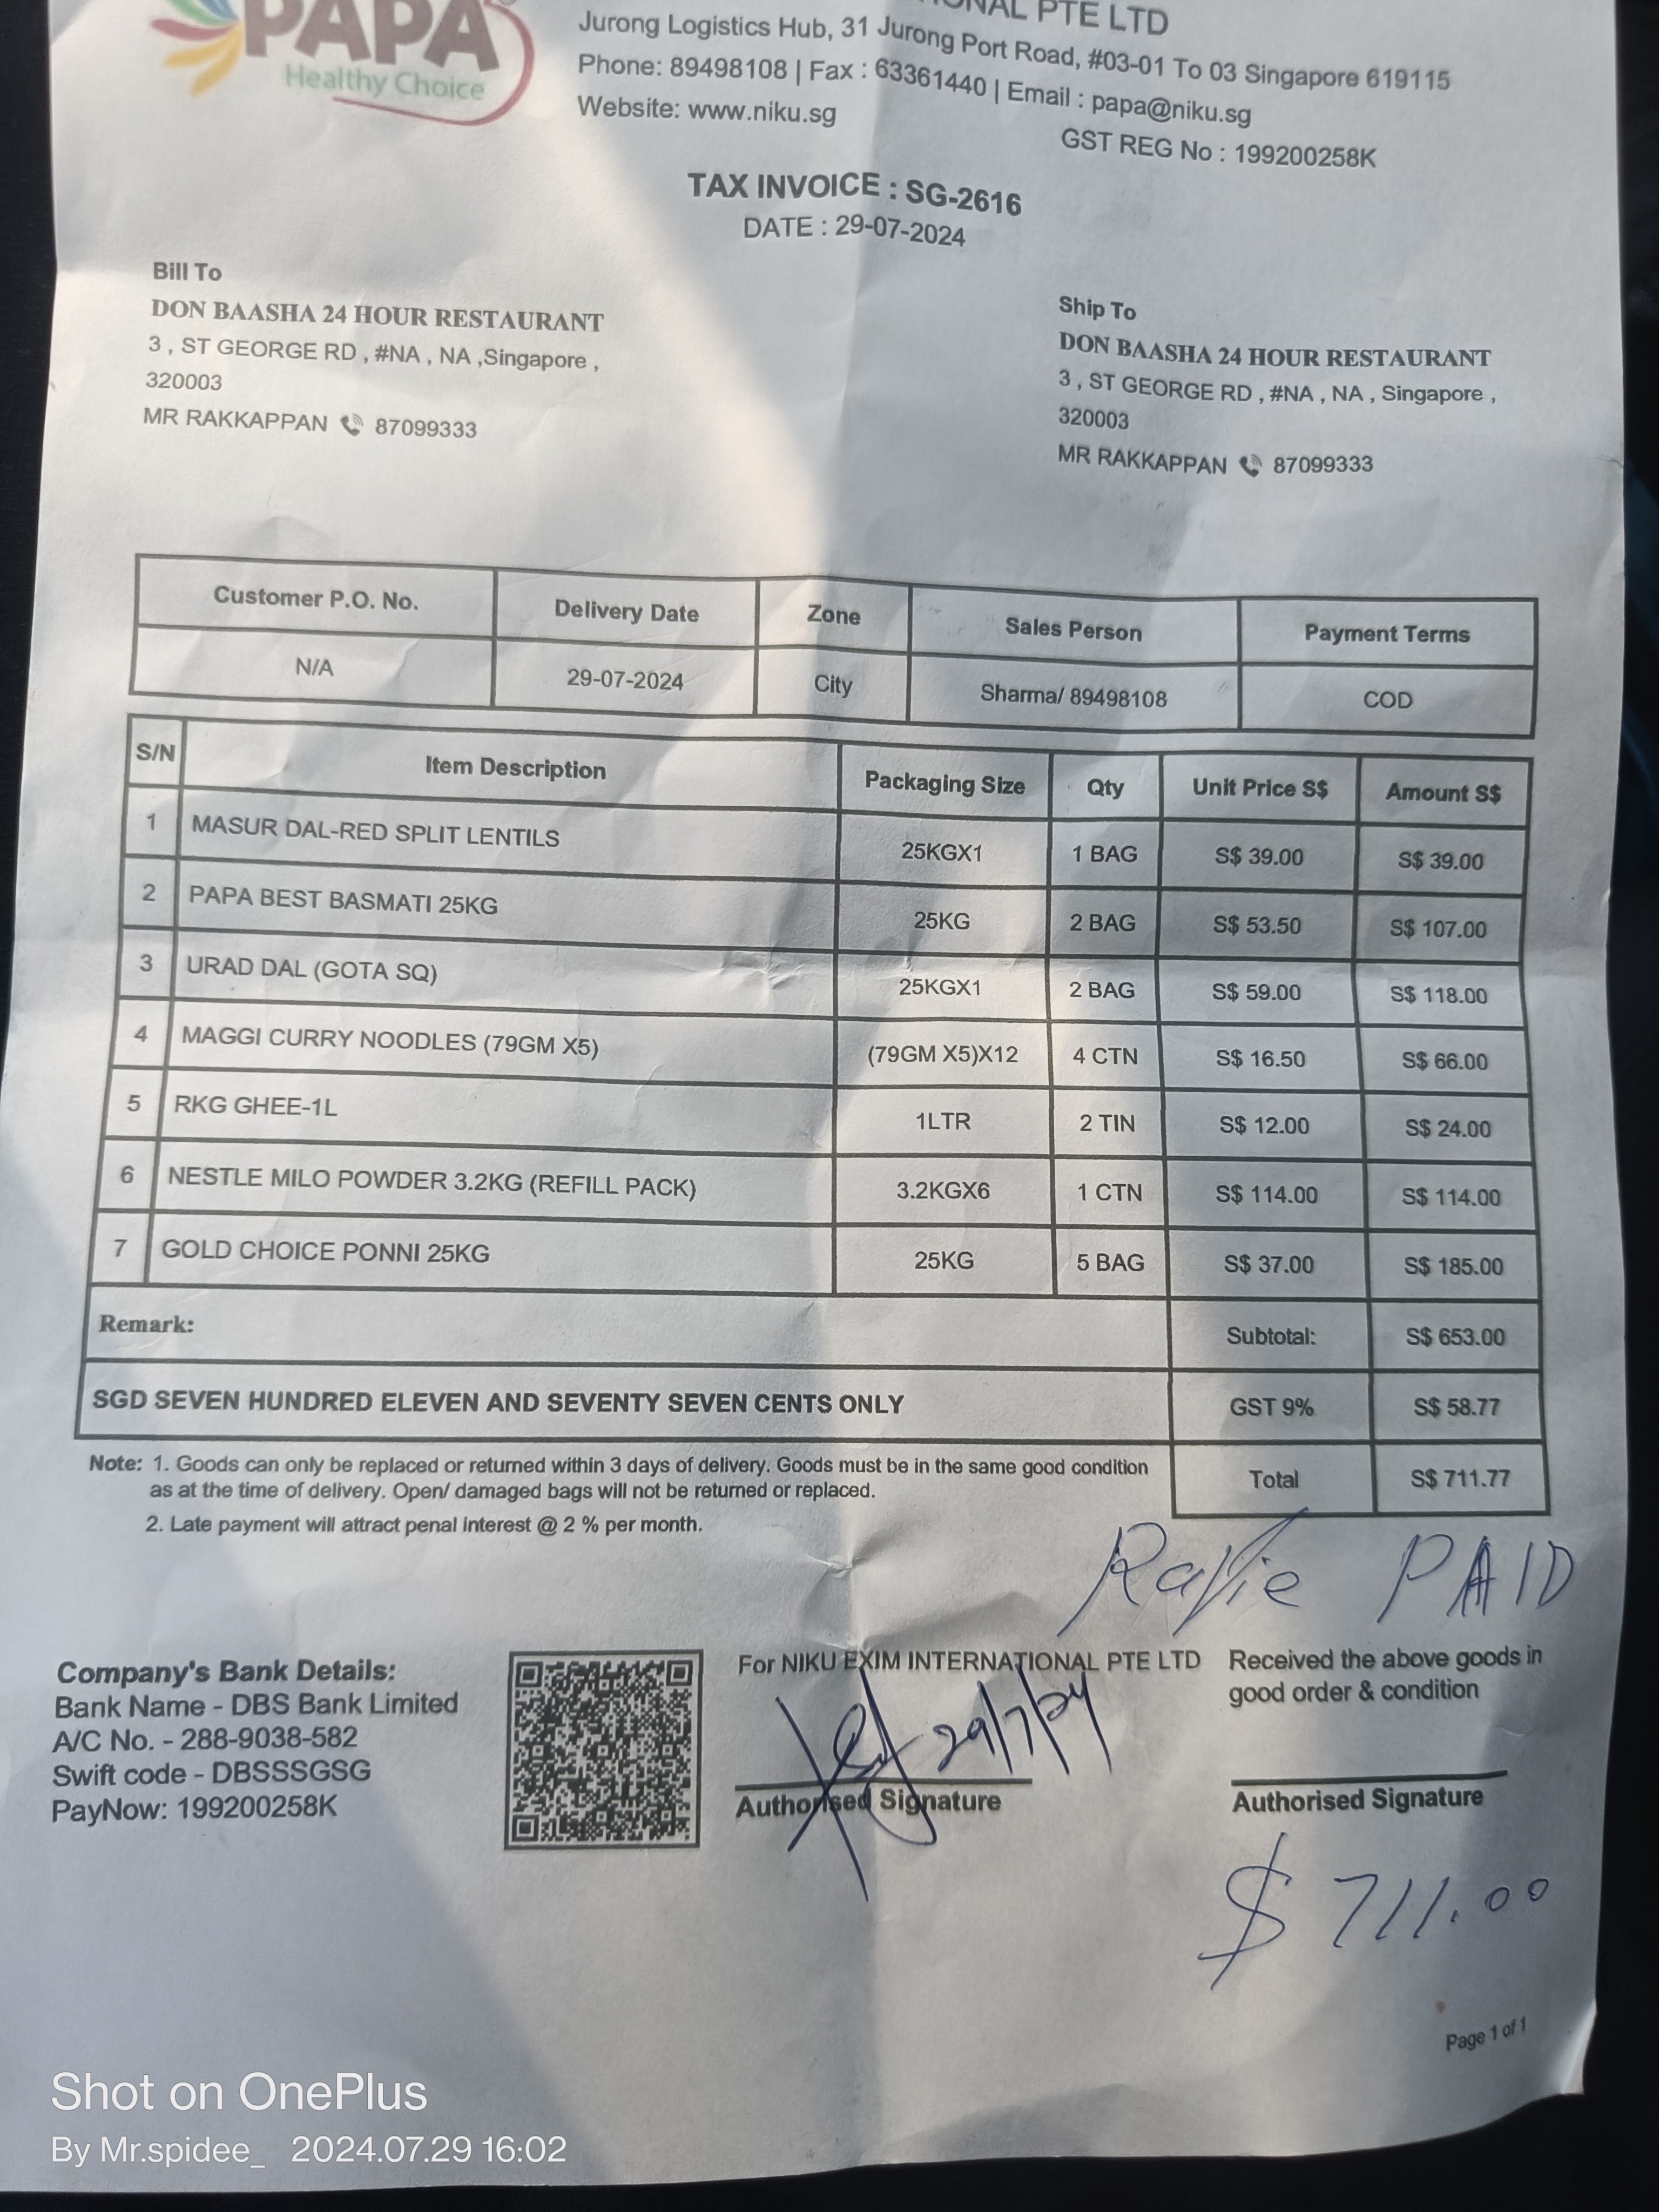 PAPA
Healthy Choice
PTE LTD
Jurong Logistics Hub, 31 Jurong Port Road, #03-01 To 03 Singapore 619115
Phone: 89498108 | Fax : 63361440 | Email : papa@niku.sg
Website: www.niku.sg
GST REG No : 199200258K
TAX INVOICE : SG-2616
DATE : 29-07-2024
Bill To
DON BAASHA 24 HOUR RESTAURANT
3 , ST GEORGE RD , #NA , NA ,Singapore ,
320003
MR RAKKAPPAN 87099333
Ship To
DON BAASHA 24 HOUR RESTAURANT
3 , ST GEORGE RD , #NA , NA , Singapore ,
320003
MR RAKKAPPAN 87099333
Customer P.O. No. Delivery Date Zone Sales Person Payment Terms
N/A 29-07-2024 City Sharma/ 89498108 COD
S/N Item Description Packaging Size Qty Unit Price S$ Amount S$
1 MASUR DAL-RED SPLIT LENTILS 25KGX1 1 BAG S$ 39.00 S$ 39.00
2 PAPA BEST BASMATI 25KG 25KG 2 BAG S$ 53.50 S$ 107.00
3 URAD DAL (GOTA SQ) 25KGX1 2 BAG S$ 59.00 S$ 118.00
4 MAGGI CURRY NOODLES (79GM X5) (79GM X5)X12 4 CTN S$ 16.50 S$ 66.00
5 RKG GHEE-1L 1LTR 2 TIN S$ 12.00 S$ 24.00
6 NESTLE MILO POWDER 3.2KG (REFILL PACK) 3.2KGX6 1 CTN S$ 114.00 S$ 114.00
7 GOLD CHOICE PONNI 25KG 25KG 5 BAG S$ 37.00 S$ 185.00
Remark: Subtotal: S$ 653.00
SGD SEVEN HUNDRED ELEVEN AND SEVENTY SEVEN CENTS ONLY GST 9% S$ 58.77
Total S$ 711.77
Note: 1. Goods can only be replaced or returned within 3 days of delivery. Goods must be in the same good condition
as at the time of delivery. Open/ damaged bags will not be returned or replaced.
2. Late payment will attract penal interest @ 2 % per month.
PAID
Company's Bank Details:
Bank Name - DBS Bank Limited
A/C No. - 288-9038-582
Swift code - DBSSSGSG
PayNow: 199200258K
For NIKU EXIM INTERNATIONAL PTE LTD
29/7/24
Authorised Signature
Received the above goods in
good order & condition
Authorised Signature
$ 711.00
Page 1 of 1
Shot on OnePlus
By Mr.spidee_ 2024.07.29 16:02